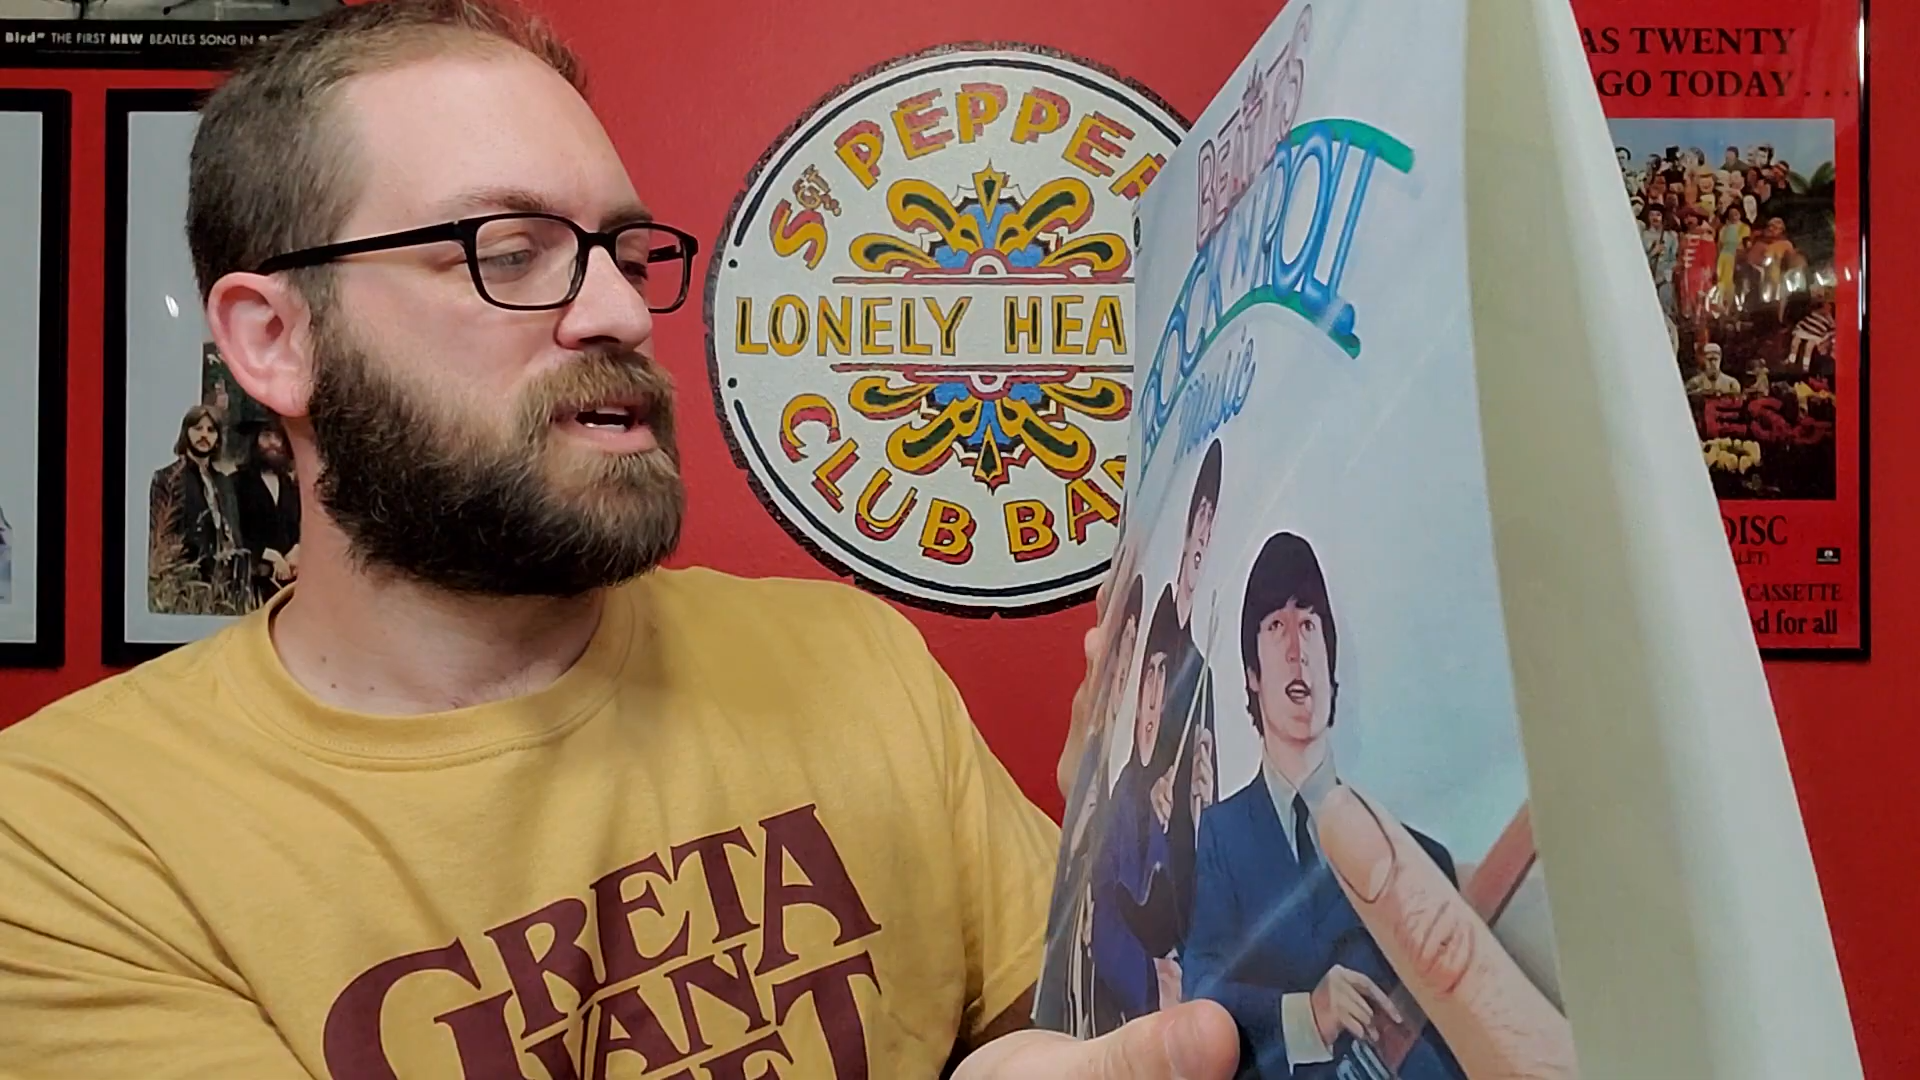 Bird" THE FIRST NEW BEATLES SONG IN
SGT. PEPPER
LONELY HEA
CLUB BAN
BEATLES
ROCK 'N' ROLL
music
AS TWENTY
GO TODAY . . .
DISC
CASSETTE
d for all
GRETA
VAN